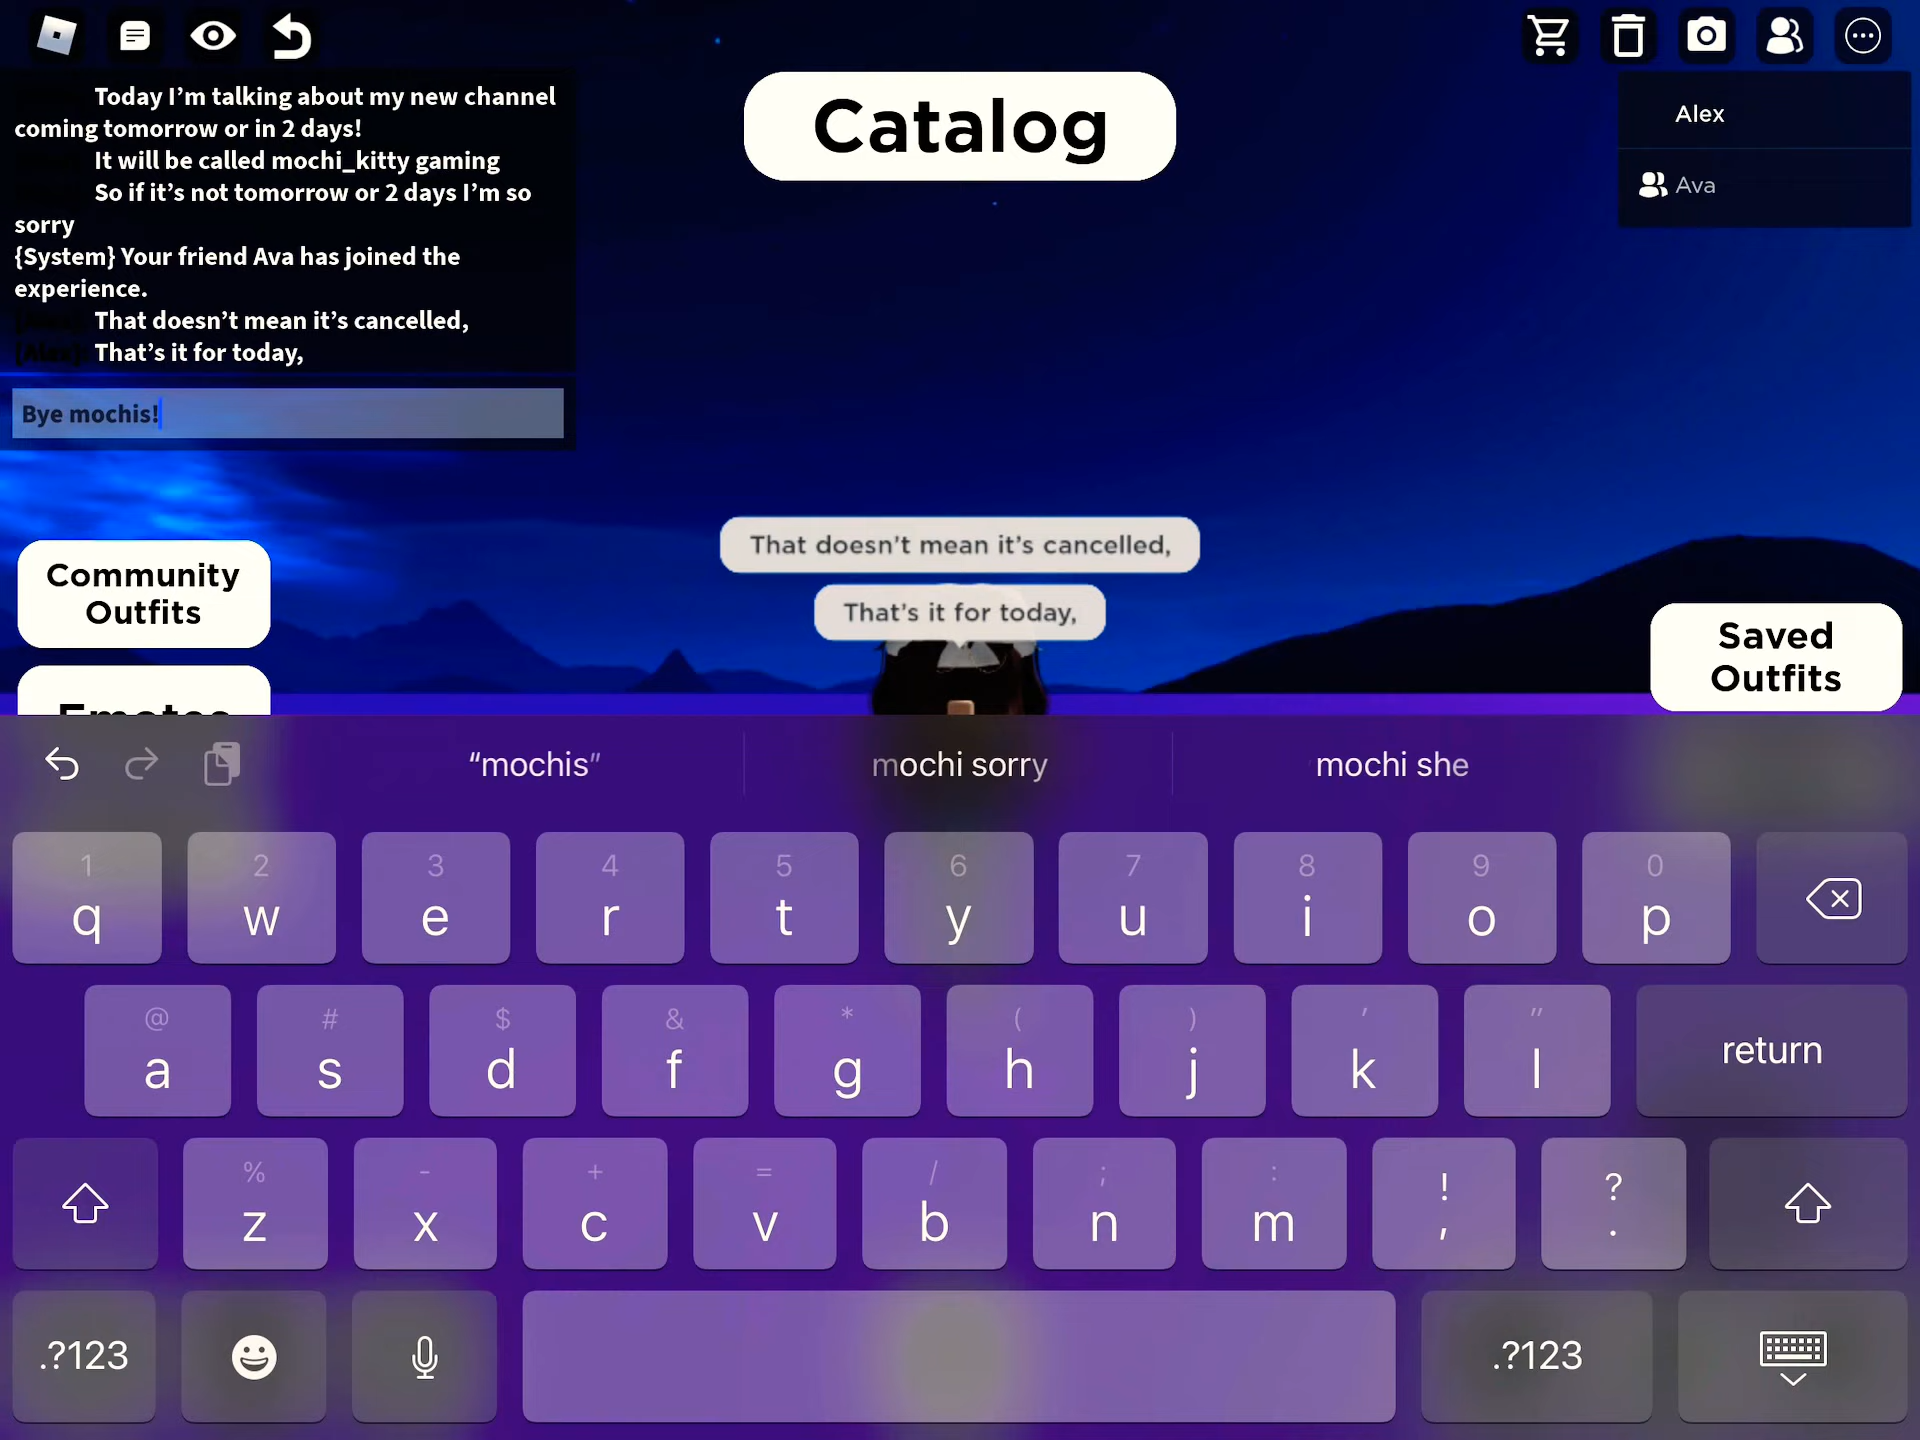 Today I’m talking about my new channel
coming tomorrow or in 2 days!
It will be called mochi_kitty gaming
So if it’s not tomorrow or 2 days I’m so
sorry
{System} Your friend Ava has joined the
experience.
That doesn’t mean it’s cancelled,
[Alex]: That’s it for today,
Bye mochis!
Catalog
Alex
Ava
That doesn’t mean it’s cancelled,
That’s it for today,
Community
Outfits
Emotes
Saved
Outfits
“mochis” mochi sorry mochi she
1 2 3 4 5 6 7 8 9 0
q w e r t y u i o p
@ # $ & * ( ) ’ ”
a s d f g h j k l return
% - + = / ; : ! ?
z x c v b n m , .
.?123 .?123